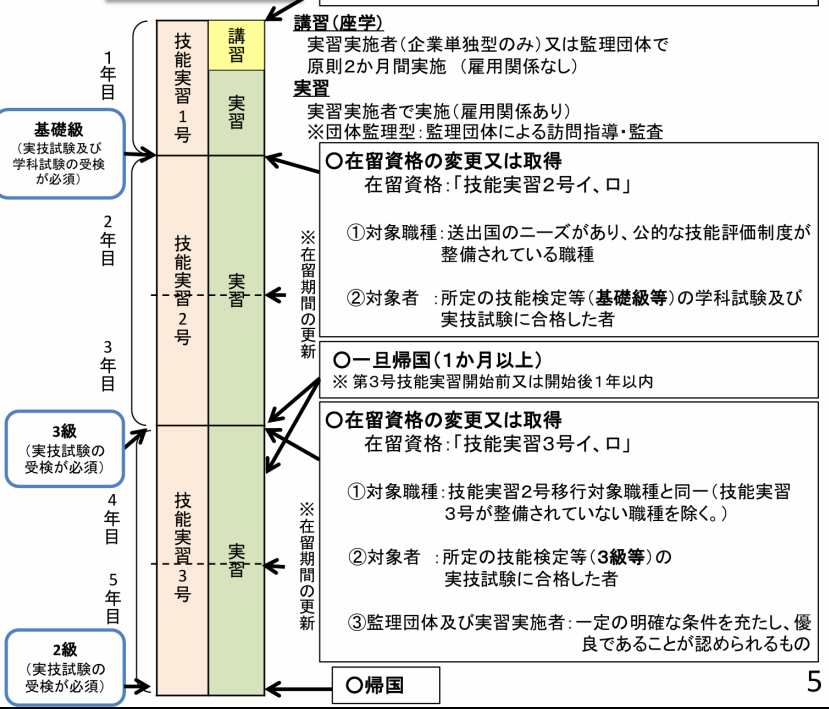 講習(座学)
実習実施者(企業単独型のみ)又は監理団体で
原則2か月間実施 (雇用関係なし)
実習
実習実施者で実施(雇用関係あり)
※団体監理型:監理団体による訪問指導・監査
1年目
技能実習1号
講習
実習
基礎級
(実技試験及び
学科試験の受検
が必須)
〇在留資格の変更又は取得
在留資格:「技能実習2号イ、ロ」
①対象職種:送出国のニーズがあり、公的な技能評価制度が
整備されている職種
②対象者 :所定の技能検定等(基礎級等)の学科試験及び
実技試験に合格した者
2年目
3年目
技能実習2号
実習
※在留期間の更新
〇一旦帰国(1か月以上)
※ 第3号技能実習開始前又は開始後1年以内
3級
(実技試験の
受検が必須)
〇在留資格の変更又は取得
在留資格:「技能実習3号イ、ロ」
①対象職種:技能実習2号移行対象職種と同一(技能実習
3号が整備されていない職種を除く。)
②対象者 :所定の技能検定等(3級等)の
実技試験に合格した者
③監理団体及び実習実施者:一定の明確な条件を充たし、優
良であることが認められるもの
4年目
5年目
技能実習3号
実習
※在留期間の更新
2級
(実技試験の
受検が必須)
〇帰国
5